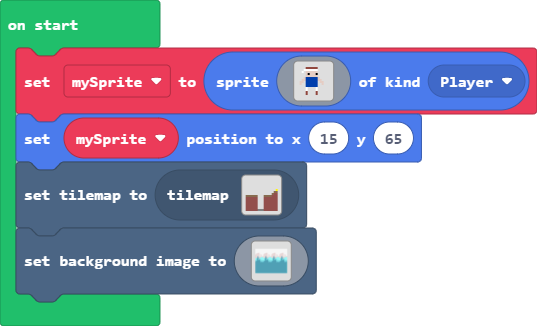 on start
set mySprite to sprite of kind Player
set mySprite position to x 15 y 65
set tilemap to tilemap
set background image to